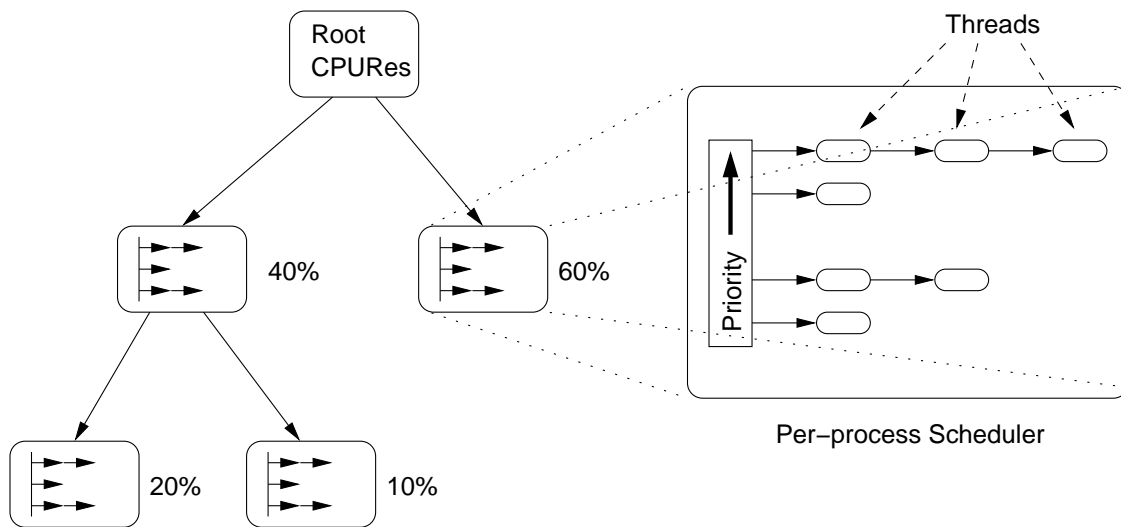 Root
CPURes
Threads
Priority
40%
60%
20%
10%
Per−process Scheduler